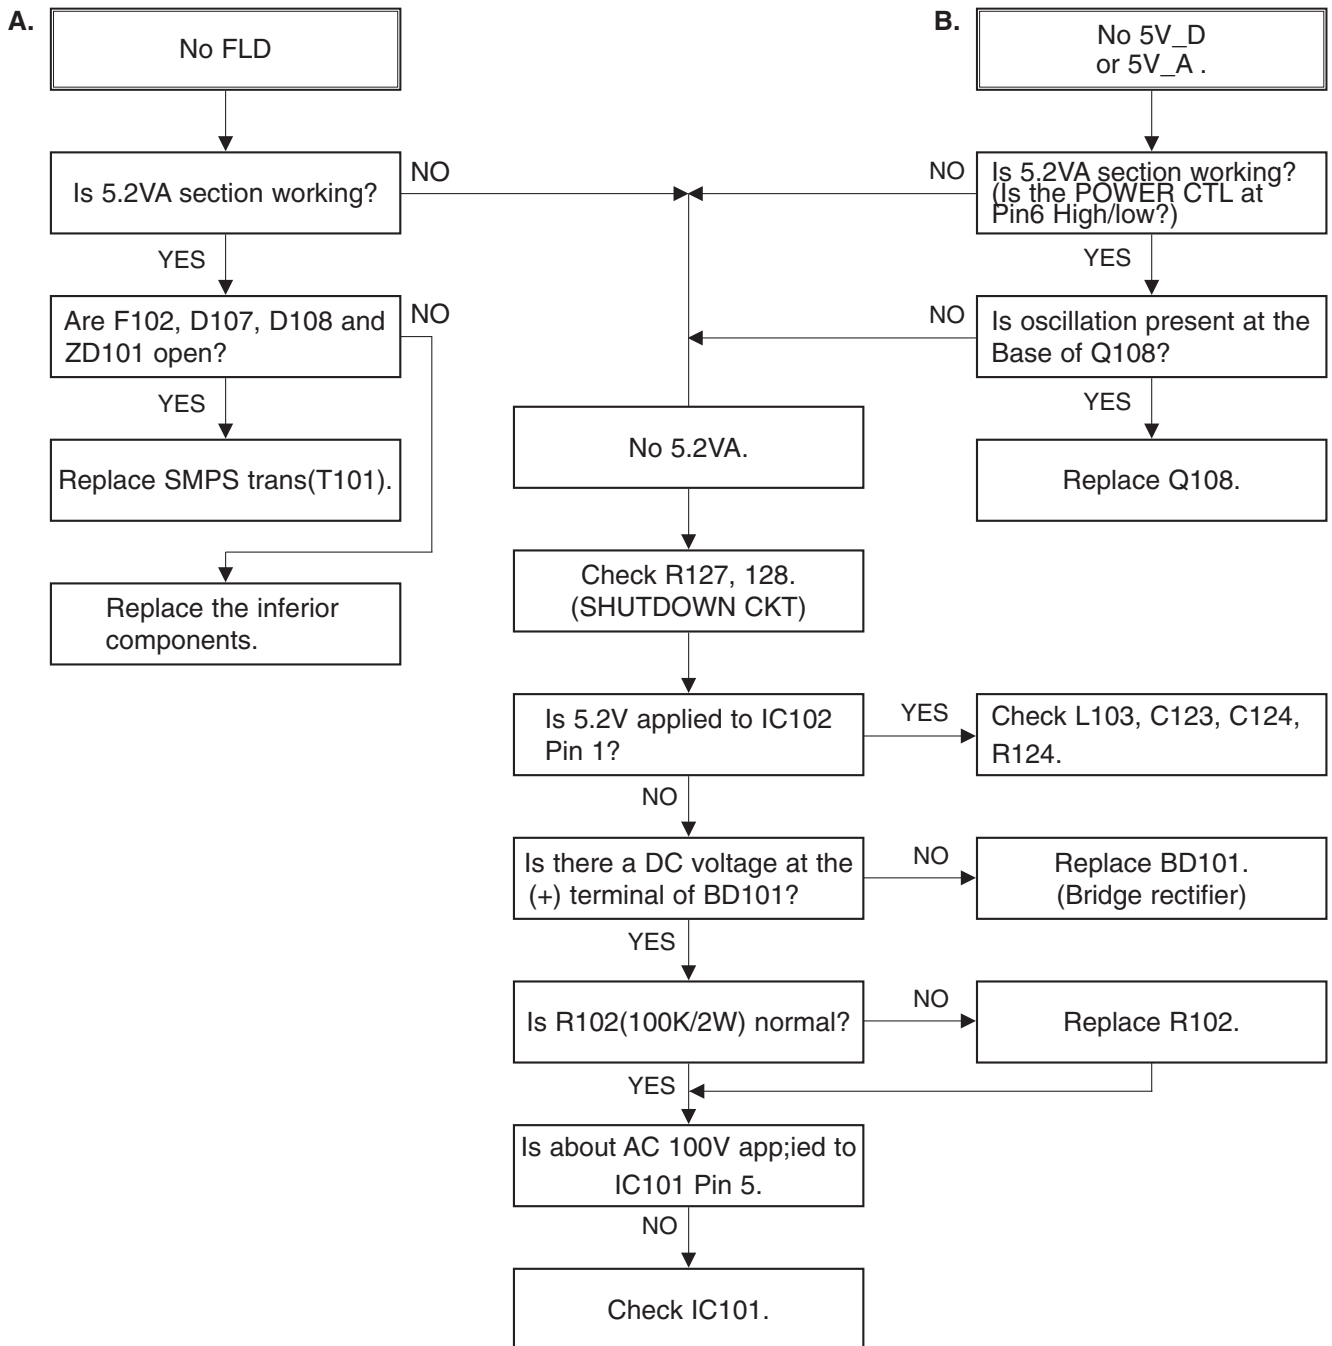 A.
No FLD
Is 5.2VA section working?
NO
YES
Are F102, D107, D108 and
ZD101 open?
NO
YES
Replace SMPS trans(T101).
Replace the inferior
components.
B.
No 5V_D
or 5V_A .
Is 5.2VA section working?
(Is the POWER CTL at
Pin6 High/low?)
NO
YES
Is oscillation present at the
Base of Q108?
NO
YES
Replace Q108.
No 5.2VA.
Check R127, 128.
(SHUTDOWN CKT)
Is 5.2V applied to IC102
Pin 1?
YES
Check L103, C123, C124,
R124.
NO
Is there a DC voltage at the
(+) terminal of BD101?
NO
Replace BD101.
(Bridge rectifier)
YES
Is R102(100K/2W) normal?
NO
Replace R102.
YES
Is about AC 100V app;ied to
IC101 Pin 5.
NO
Check IC101.